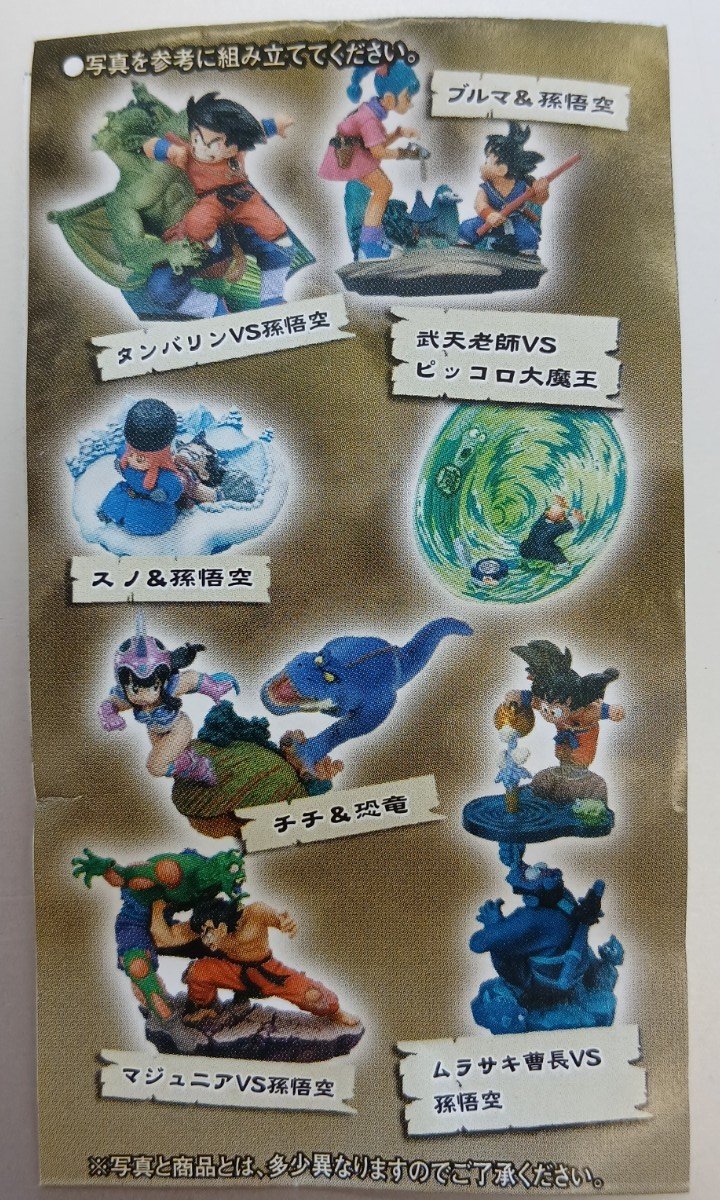 ●写真を参考に組み立ててください。
ブルマ&孫悟空
タンバリンVS孫悟空
武天老師VS
ピッコロ大魔王
スノ&孫悟空
チチ&恐竜
マジュニアVS孫悟空
ムラサキ曹長VS
孫悟空
※写真と商品とは、多少異なりますのでご了承ください。